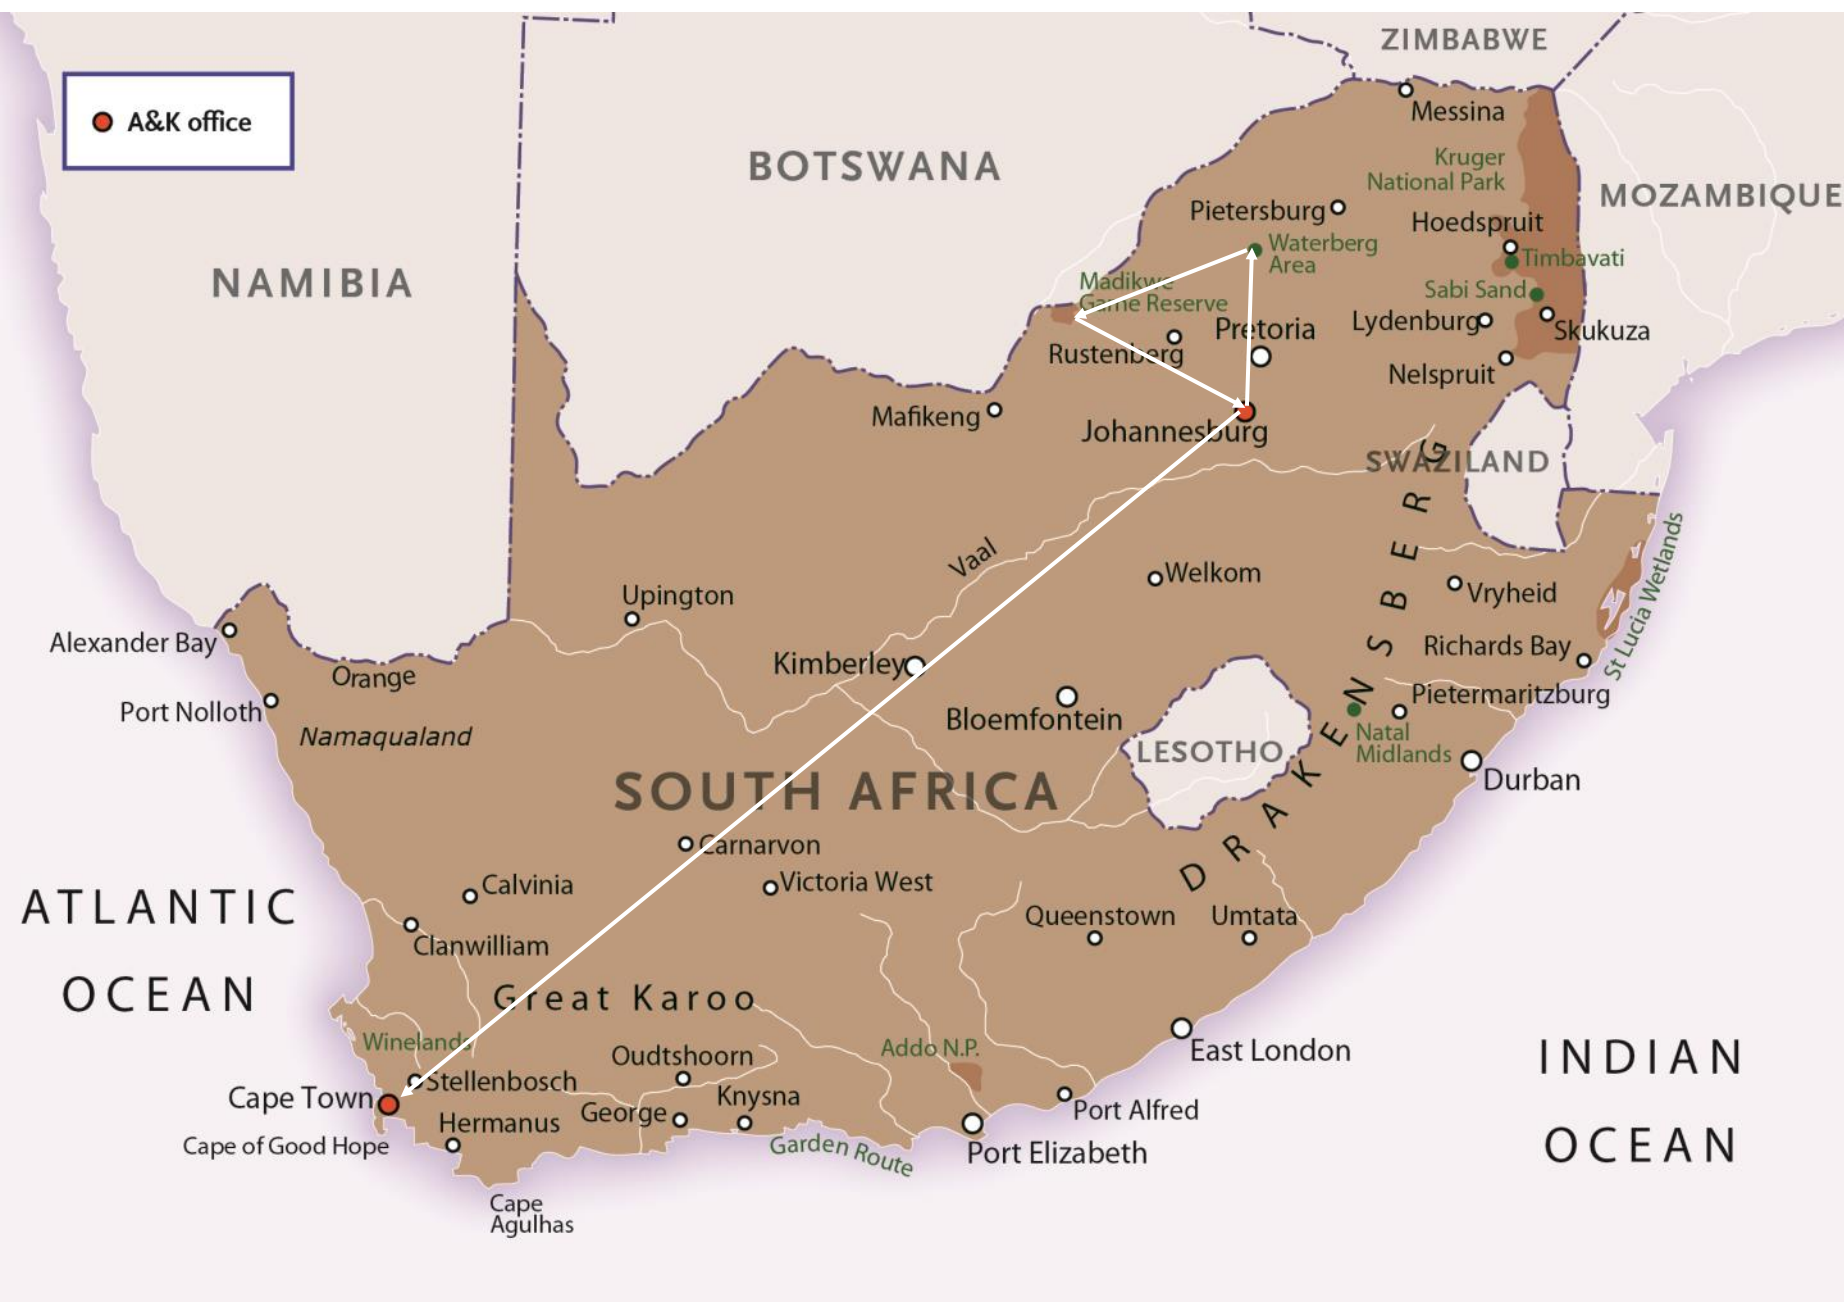 ZIMBABWE
A&K office
Messina
BOTSWANA
Kruger
National Park
MOZAMBIQUE
Pietersburg
Hoedspruit
Waterberg
Area
Timbavati
NAMIBIA
Madikwe
Game Reserve
Sabi Sand
Pretoria
Lydenburg
Skukuza
Rustenberg
Nelspruit
Mafikeng
Johannesburg
SWAZILAND
Vaal
Welkom
Upington
Vryheid
St Lucia Wetlands
Alexander Bay
Richards Bay
Kimberley
Orange
Pietermaritzburg
Port Nolloth
Bloemfontein
Namaqualand
Natal
Midlands
LESOTHO
DRAKENSBERG
Durban
SOUTH AFRICA
Carnarvon
Calvinia
Victoria West
ATLANTIC
OCEAN
Queenstown
Umtata
Clanwilliam
Great Karoo
Winelands
Oudtshoorn
Addo N.P.
East London
INDIAN
OCEAN
Stellenbosch
Cape Town
Knysna
George
Hermanus
Port Alfred
Cape of Good Hope
Garden Route
Port Elizabeth
Cape
Agulhas